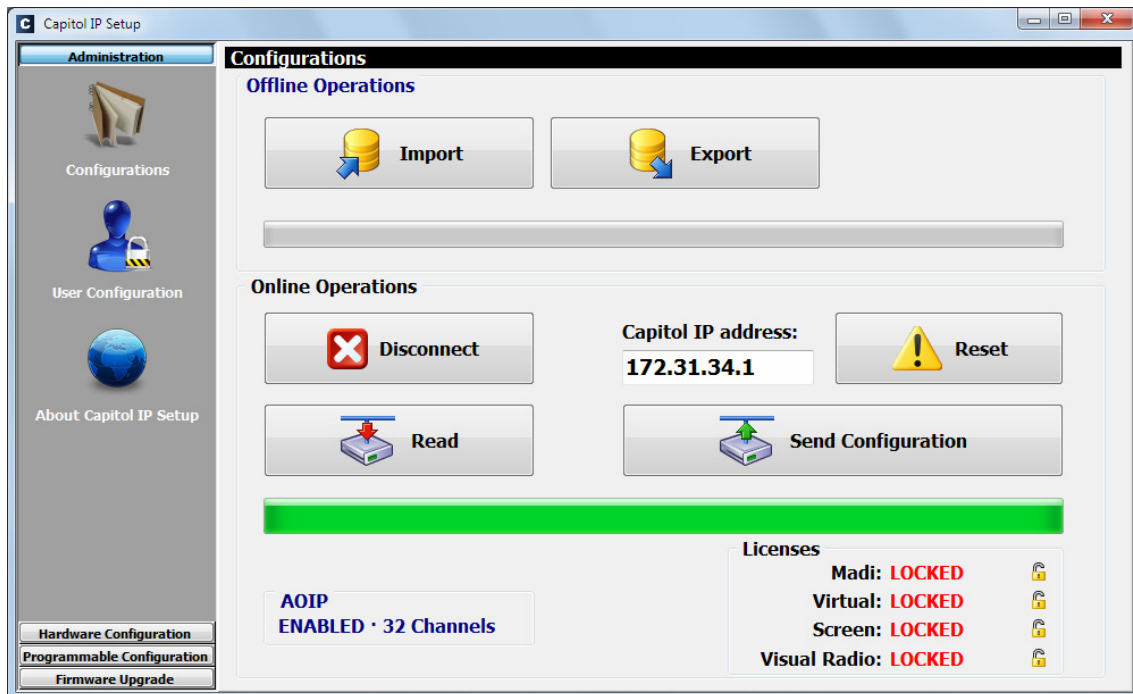 Capitol IP Setup
Administration
Configurations
User Configuration
About Capitol IP Setup
Hardware Configuration
Programmable Configuration
Firmware Upgrade
Configurations
Offline Operations
Import
Export
Online Operations
Disconnect
Capitol IP address:
172.31.34.1
Reset
Read
Send Configuration
AOIP
ENABLED · 32 Channels
Licenses
Madi: LOCKED
Virtual: LOCKED
Screen: LOCKED
Visual Radio: LOCKED